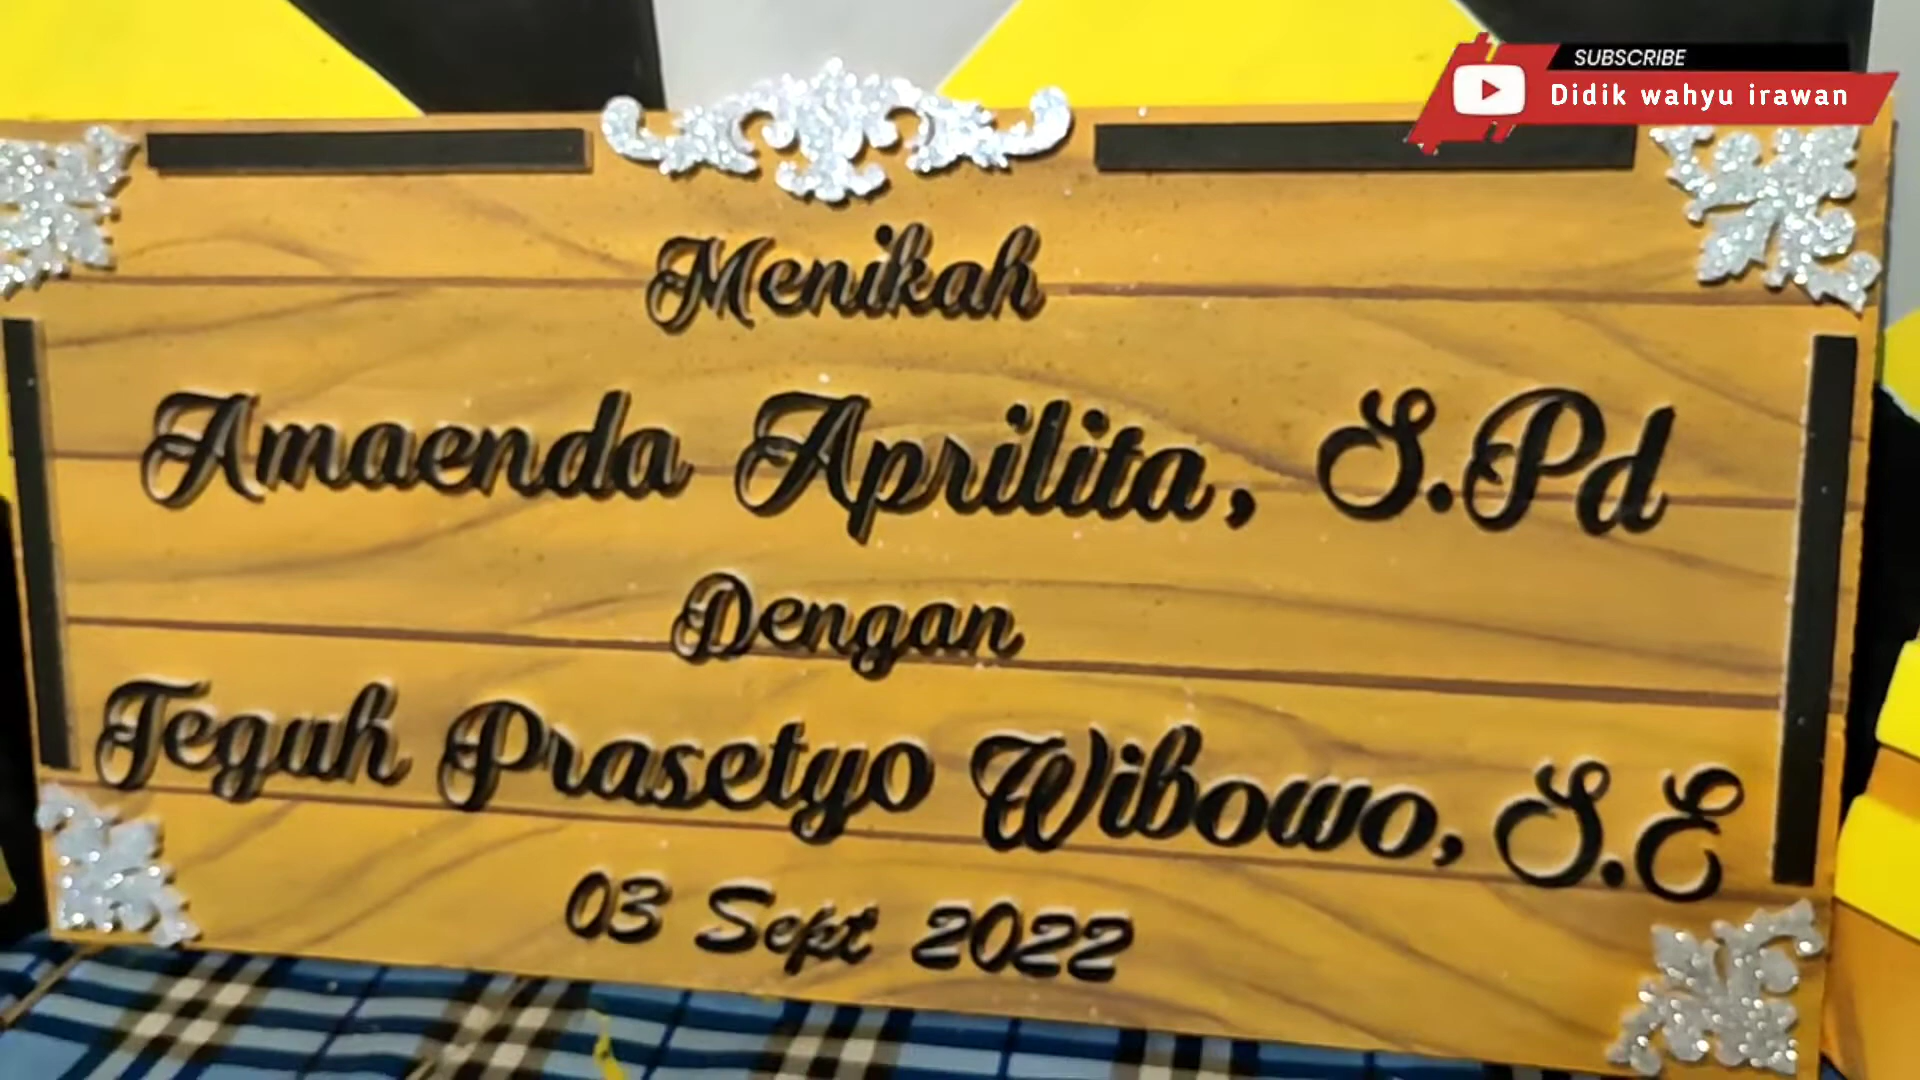 SUBSCRIBE
Didik wahyu irawan
Menikah
Amaenda Aprilita, S.Pd
Dengan
Teguh Prasetyo Wibowo, S.E
03 Sept 2022